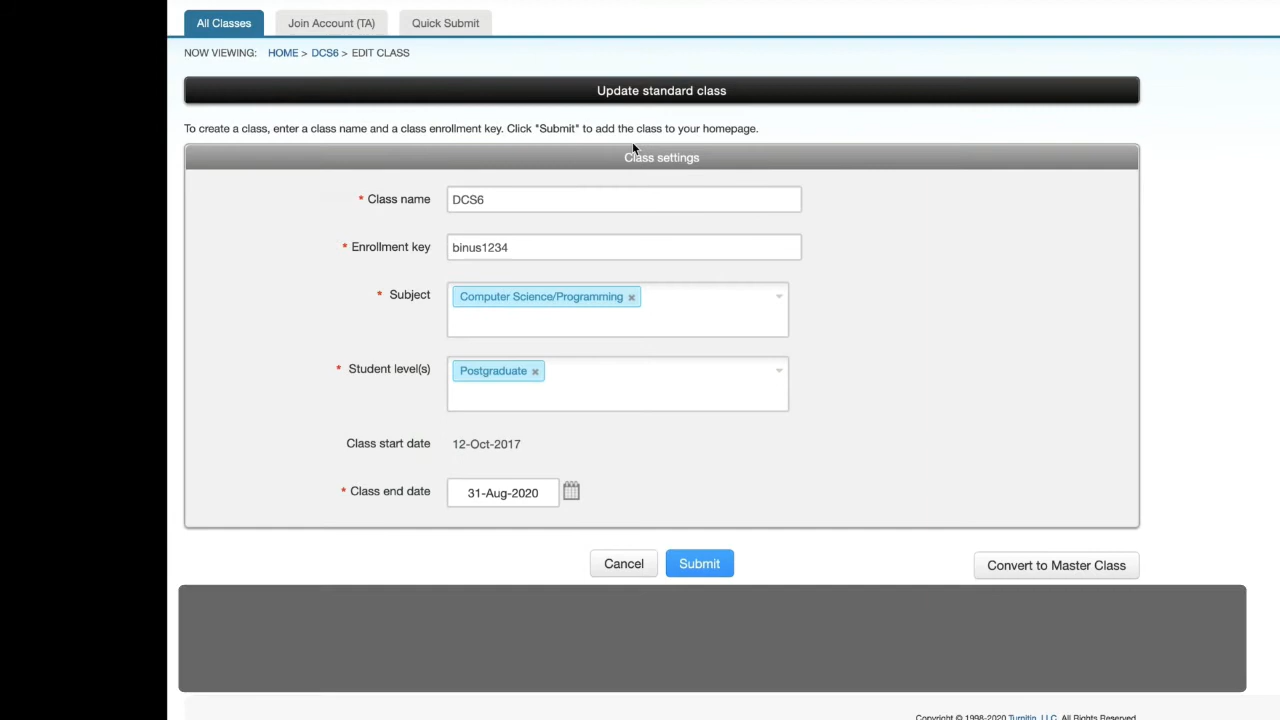 All Classes Join Account (TA) Quick Submit
NOW VIEWING: HOME > DCS6 > EDIT CLASS
Update standard class
To create a class, enter a class name and a class enrollment key. Click "Submit" to add the class to your homepage.
Class settings
* Class name DCS6
* Enrollment key binus1234
* Subject Computer Science/Programming ×
* Student level(s) Postgraduate ×
Class start date 12-Oct-2017
* Class end date 31-Aug-2020
Cancel Submit Convert to Master Class
Copyright © 1998-2020 Turnitin, LLC. All Rights Reserved.